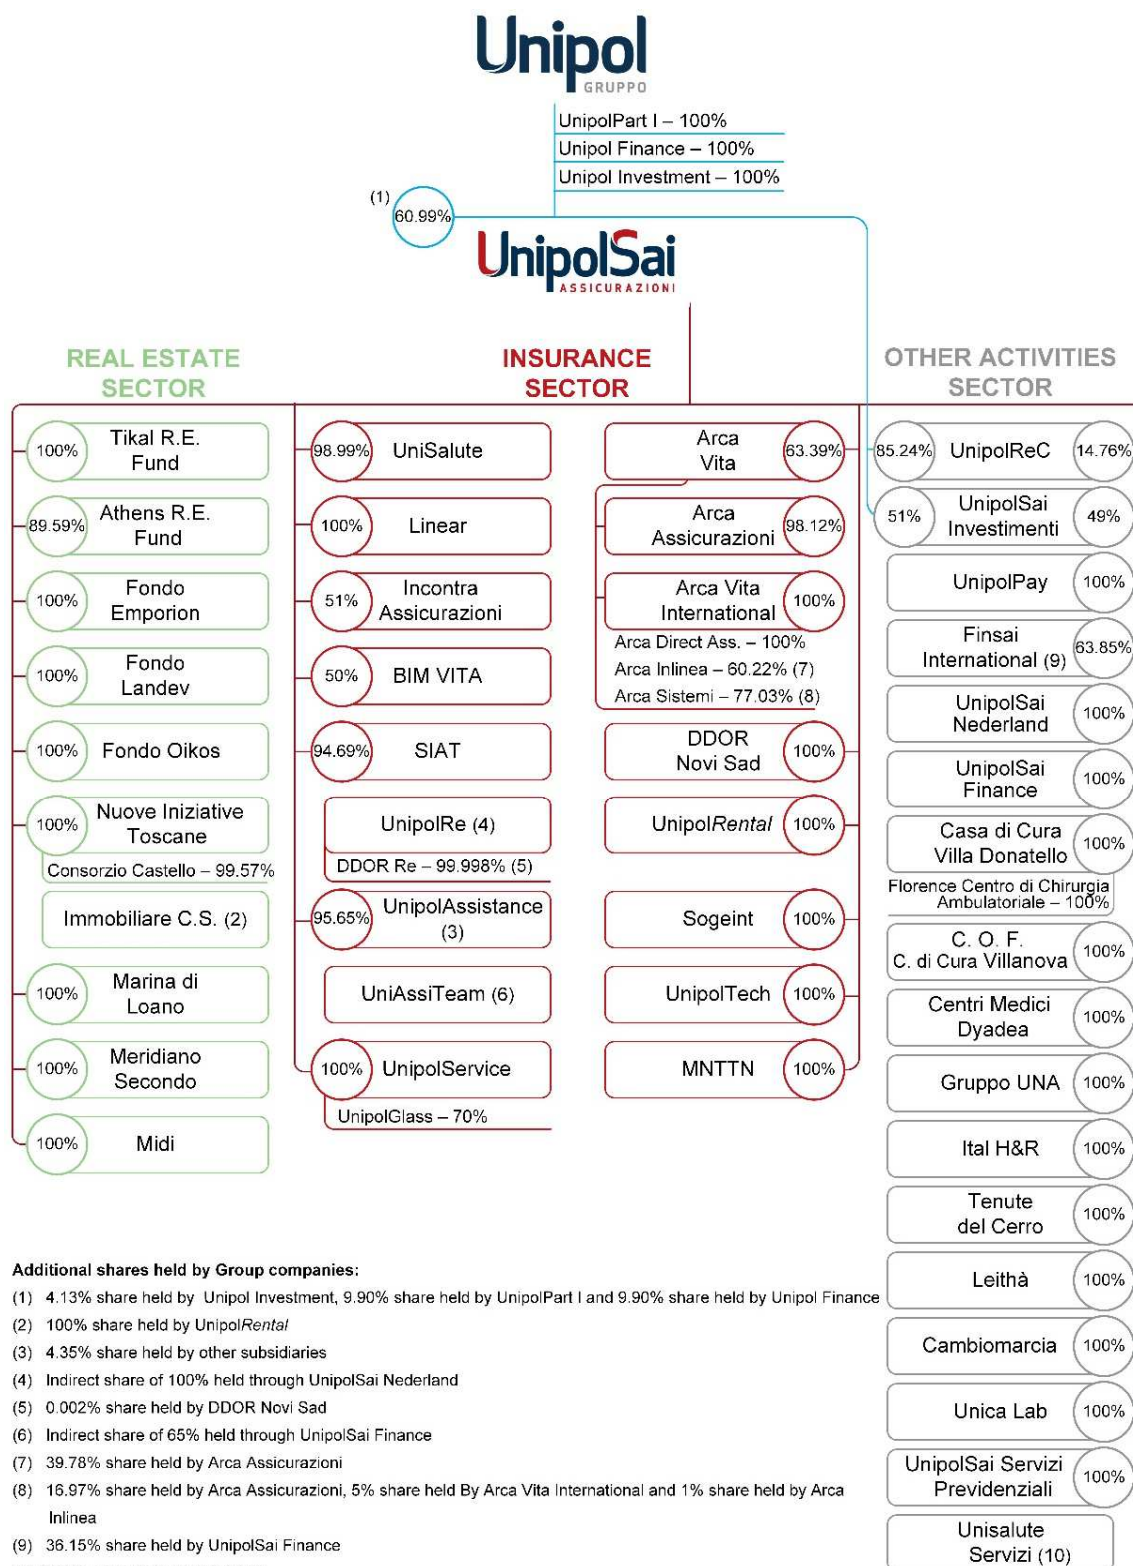 Unipol
GRUPPO
UnipolPart I – 100%
Unipol Finance – 100%
Unipol Investment – 100%
(1)
60.99%
UnipolSai
ASSICURAZIONI
REAL ESTATE
SECTOR
100%
Tikal R.E.
Fund
89.59%
Athens R.E.
Fund
100%
Fondo
Emporion
100%
Fondo
Landev
100%
Fondo Oikos
100%
Nuove Iniziative
Toscane
Consorzio Castello – 99.57%
Immobiliare C.S. (2)
100%
Marina di
Loano
100%
Meridiano
Secondo
100%
Midi
INSURANCE
SECTOR
98.99%
UniSalute
100%
Linear
51%
Incontra
Assicurazioni
50%
BIM VITA
94.69%
SIAT
UnipolRe (4)
DDOR Re – 99.998% (5)
95.65%
UnipolAssistance
(3)
UniAssiTeam (6)
100%
UnipolService
UnipolGlass – 70%
Arca
Vita
63.39%
Arca
Assicurazioni
98.12%
Arca Vita
International
100%
Arca Direct Ass. – 100%
Arca Inlinea – 60.22% (7)
Arca Sistemi – 77.03% (8)
DDOR
Novi Sad
100%
UnipolRental
100%
Sogeint
100%
UnipolTech
100%
MNTTN
100%
OTHER ACTIVITIES
SECTOR
85.24%
UnipolReC
14.76%
51%
UnipolSai
Investimenti
49%
UnipolPay
100%
Finsai
International (9)
63.85%
UnipolSai
Nederland
100%
UnipolSai
Finance
100%
Casa di Cura
Villa Donatello
100%
Florence Centro di Chirurgia
Ambulatoriale – 100%
C. O. F.
C. di Cura Villanova
100%
Centri Medici
Dyadea
100%
Gruppo UNA
100%
Ital H&R
100%
Tenute
del Cerro
100%
Leithà
100%
Cambiomarcia
100%
Unica Lab
100%
UnipolSai Servizi
Previdenziali
100%
Unisalute
Servizi (10)
Additional shares held by Group companies:
(1) 4.13% share held by Unipol Investment, 9.90% share held by UnipolPart I and 9.90% share held by Unipol Finance
(2) 100% share held by UnipolRental
(3) 4.35% share held by other subsidiaries
(4) Indirect share of 100% held through UnipolSai Nederland
(5) 0.002% share held by DDOR Novi Sad
(6) Indirect share of 65% held through UnipolSai Finance
(7) 39.78% share held by Arca Assicurazioni
(8) 16.97% share held by Arca Assicurazioni, 5% share held By Arca Vita International and 1% share held by Arca
Inlinea
(9) 36.15% share held by UnipolSai Finance